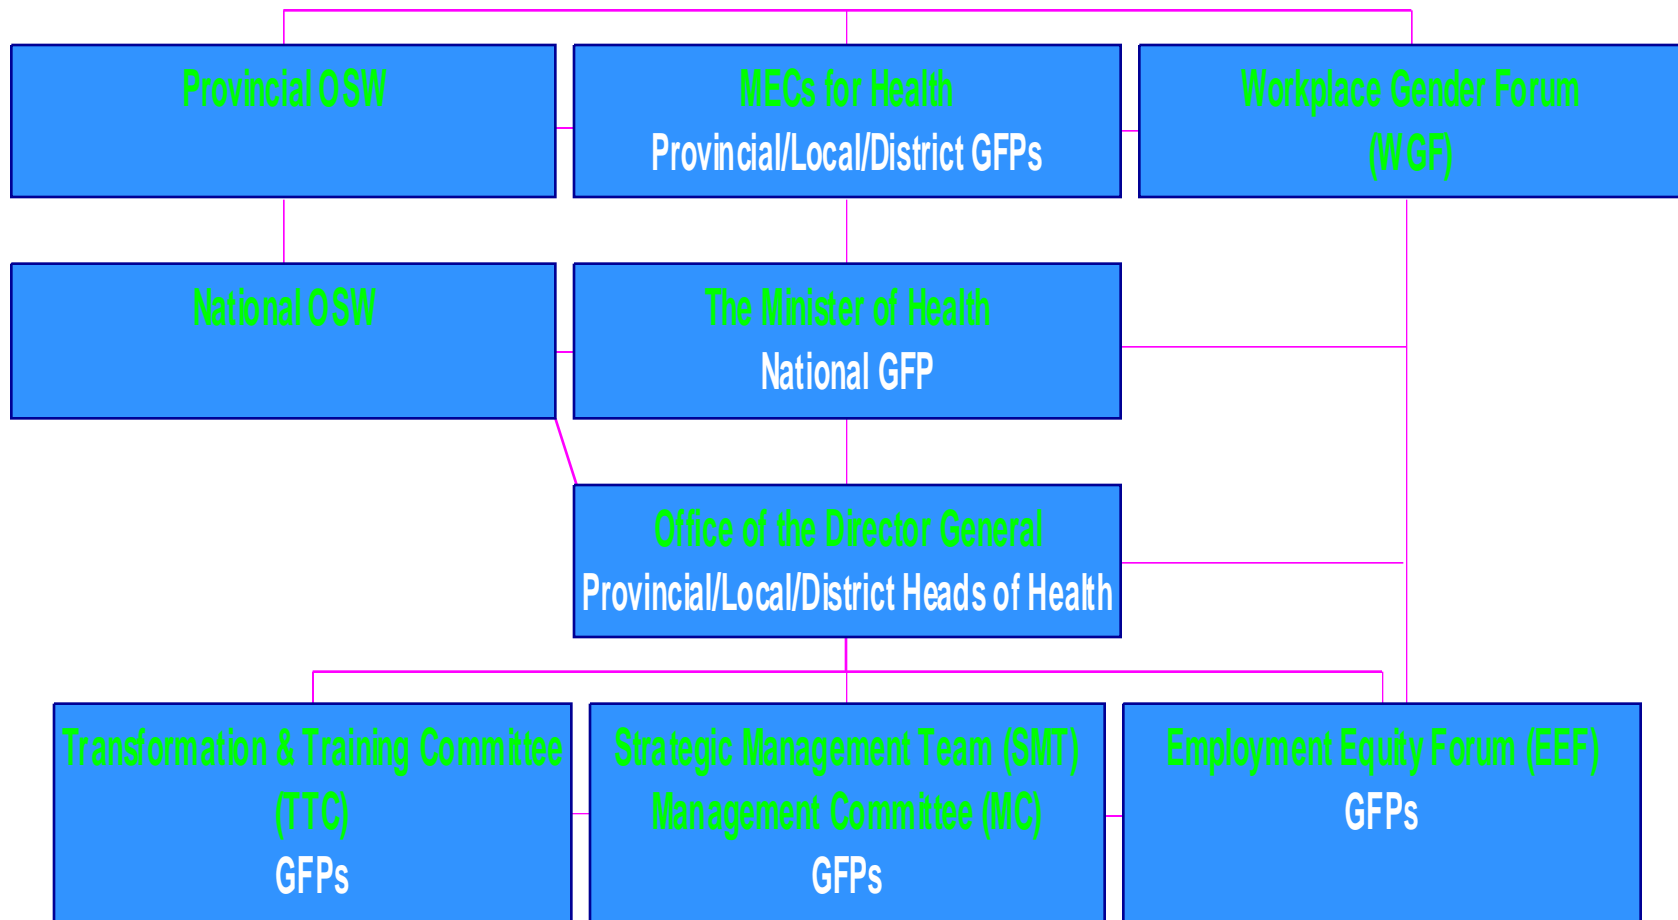 Provincial OSW
MECs for Health
Provincial/Local/District GFPs
Workplace Gender Forum
(WGF)
National OSW
The Minister of Health
National GFP
Office of the Director General
Provincial/Local/District Heads of Health
Transformation & Training Committee
(TTC)
GFPs
Strategic Management Team (SMT)
Management Committee (MC)
GFPs
Employment Equity Forum (EEF)
GFPs